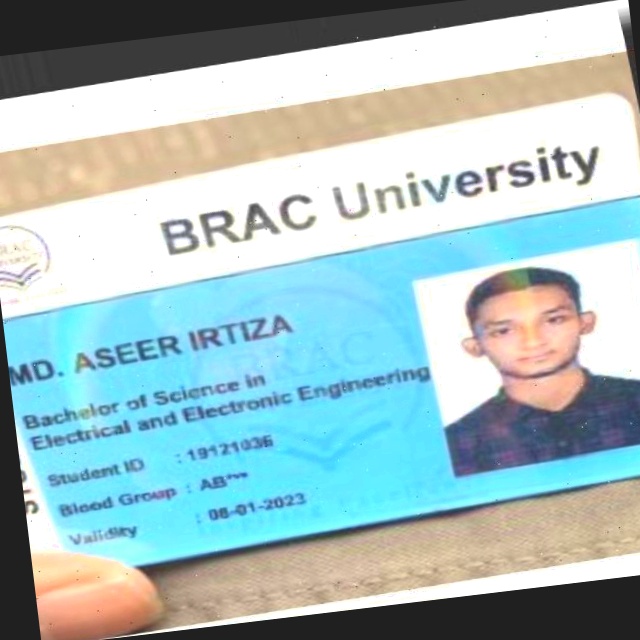 BRAC University
MD. ASEER IRTIZA
Bachelor of Science in
Electrical and Electronic Engineering
Student ID : 19121036
Blood Group : AB
Validity : 08-01-2023